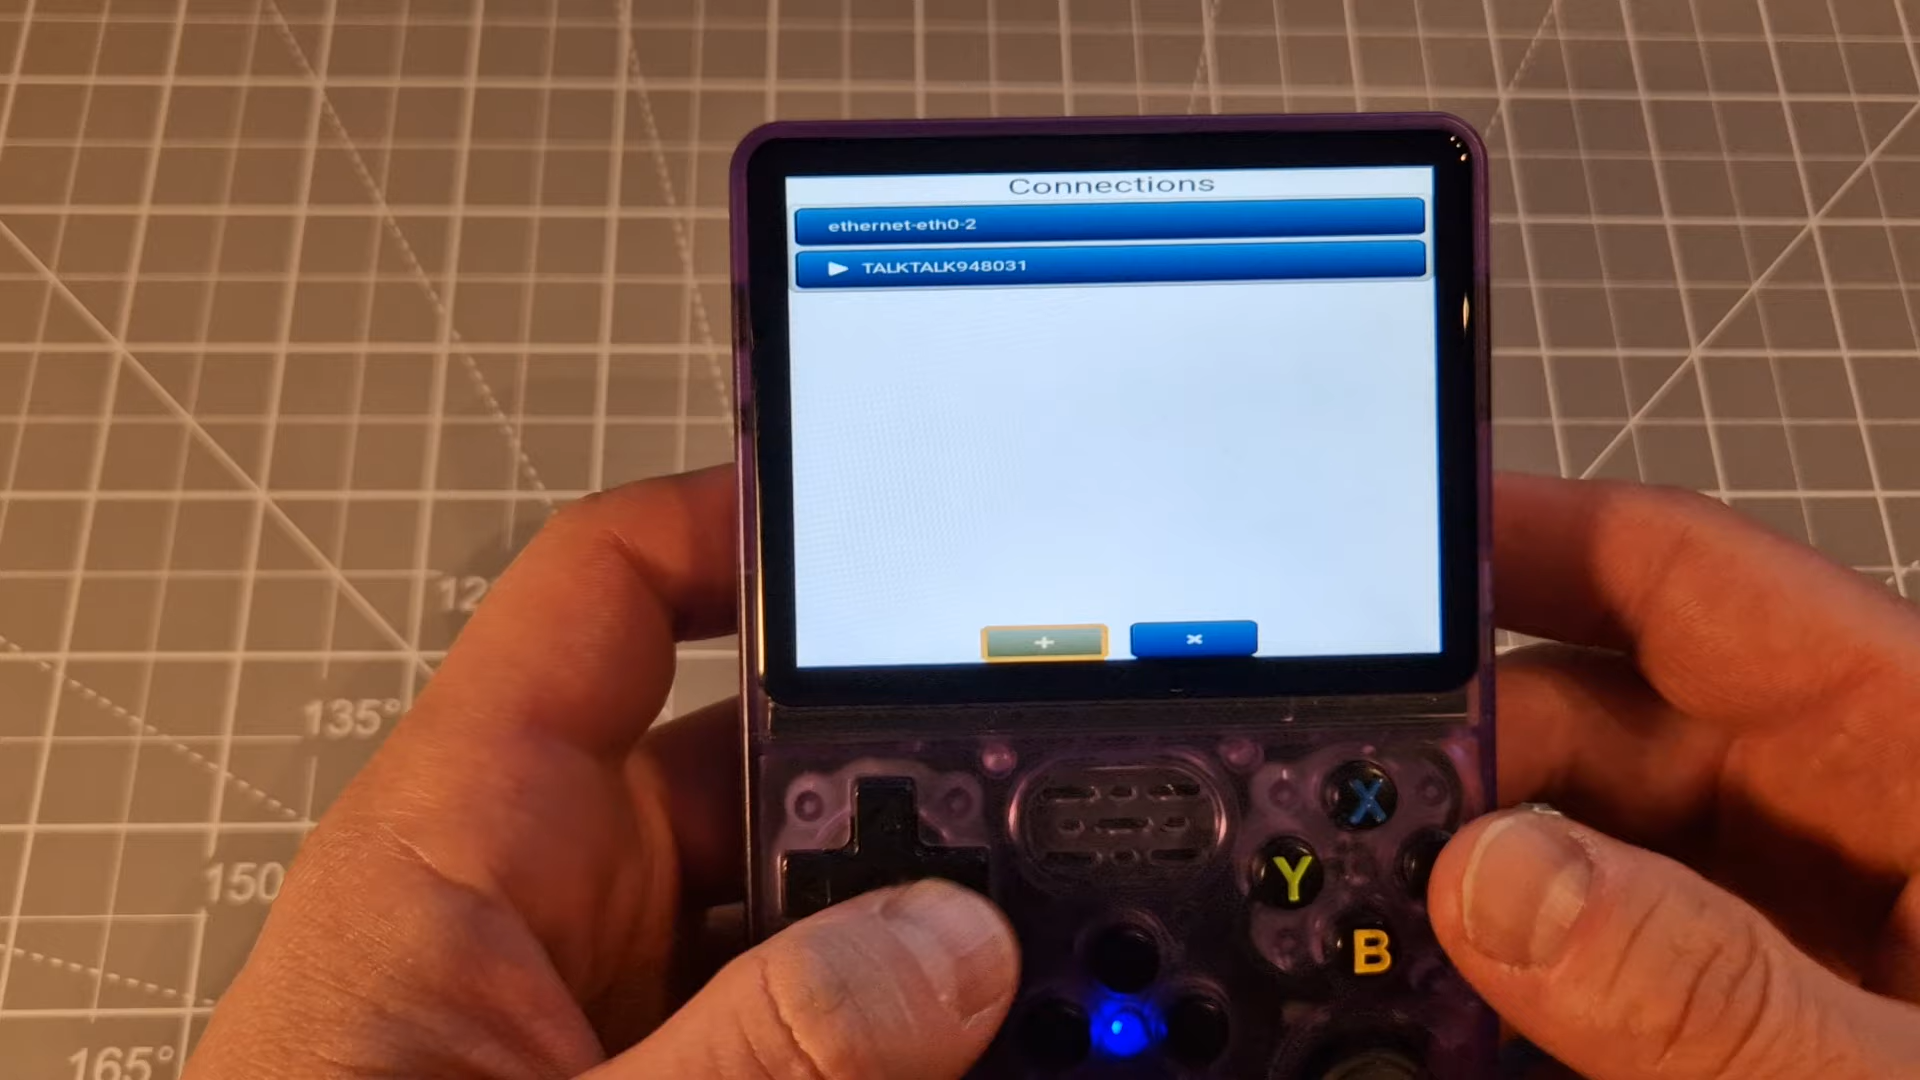 Connections
ethernet-eth0-2
▶ TALKTALK948031
+ ×
X
Y
B
135°
150
165°